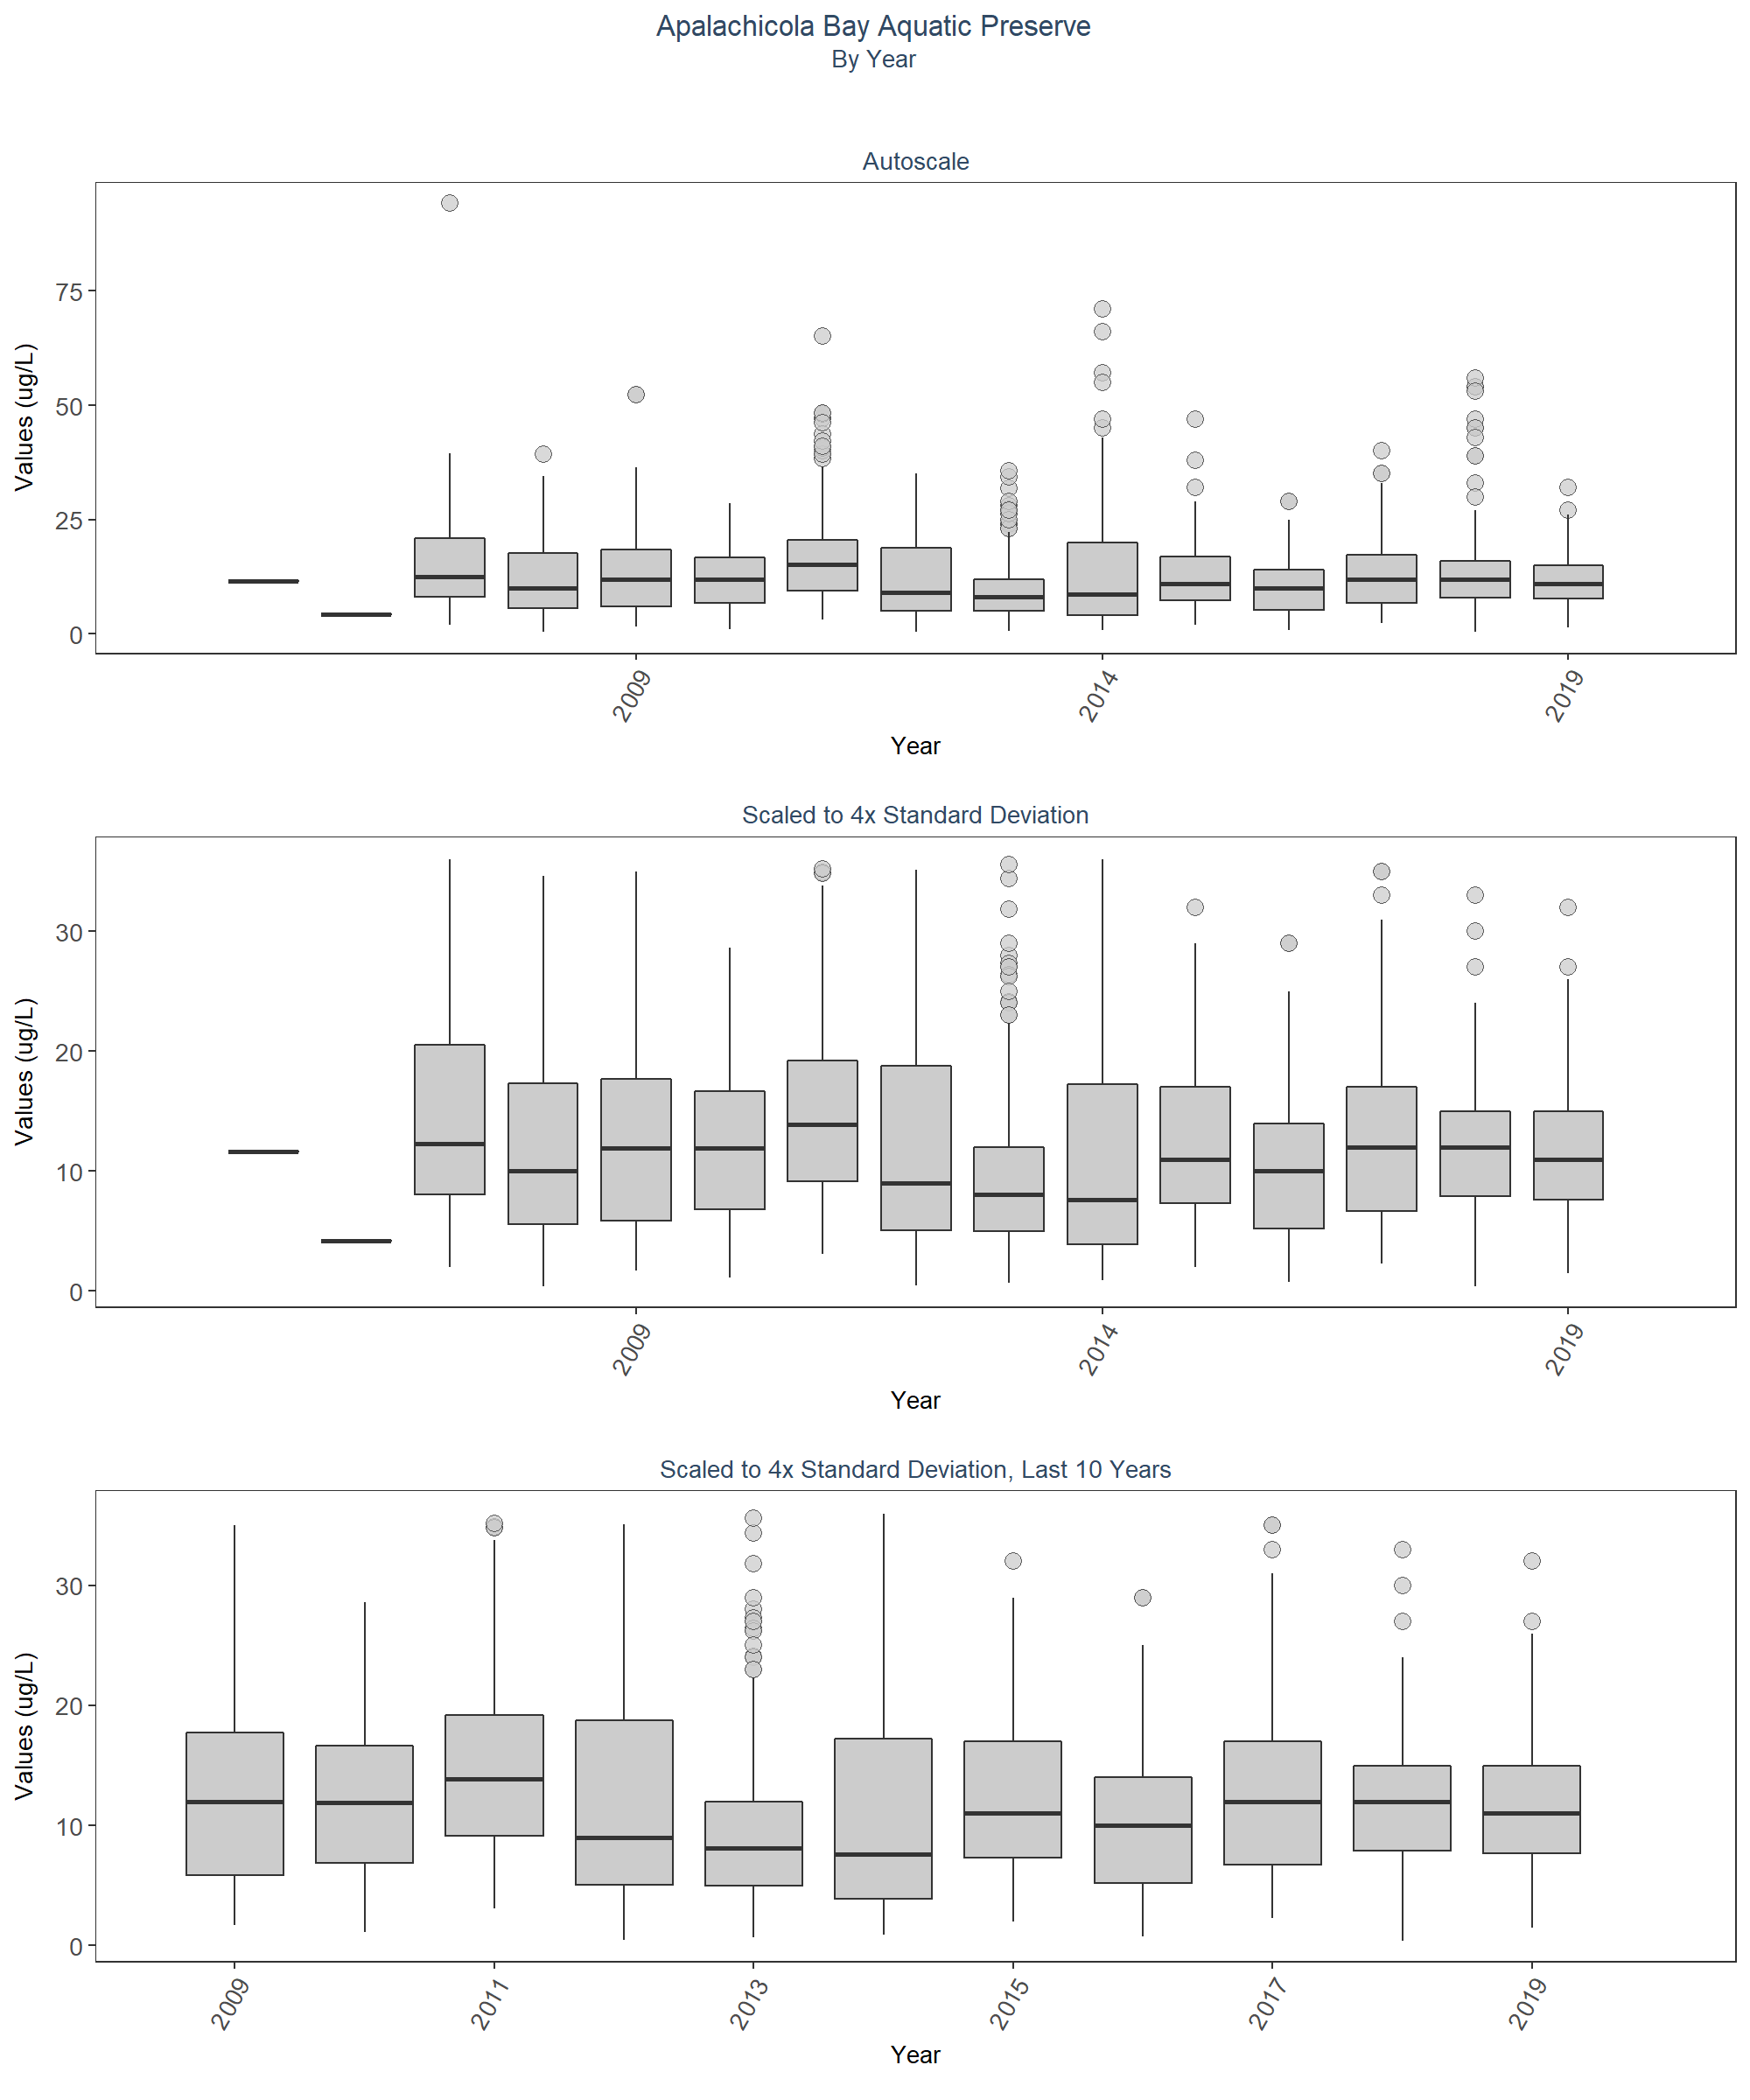 Apalachicola Bay Aquatic Preserve
By Year
Autoscale
Values (ug/L)
75
50
25
0
2009
2014
2019
Year
Scaled to 4x Standard Deviation
Values (ug/L)
30
20
10
0
2009
2014
2019
Year
Scaled to 4x Standard Deviation, Last 10 Years
Values (ug/L)
30
20
10
0
2009
2011
2013
2015
2017
2019
Year